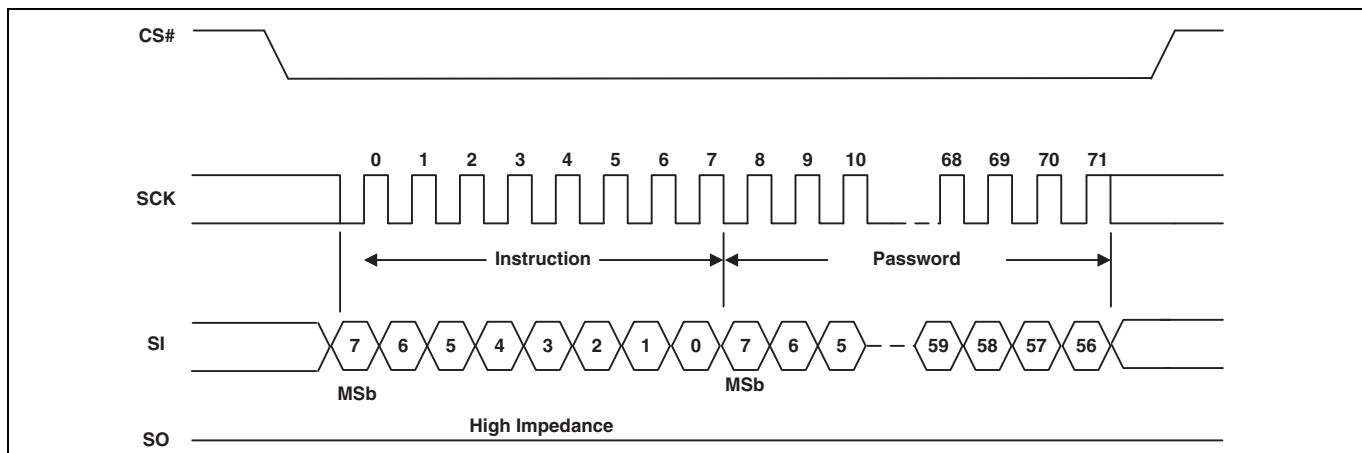 CS#
0 1 2 3 4 5 6 7 8 9 10 68 69 70 71
SCK
Instruction Password
SI 7 6 5 4 3 2 1 0 7 6 5 59 58 57 56
MSb MSb
High Impedance
SO